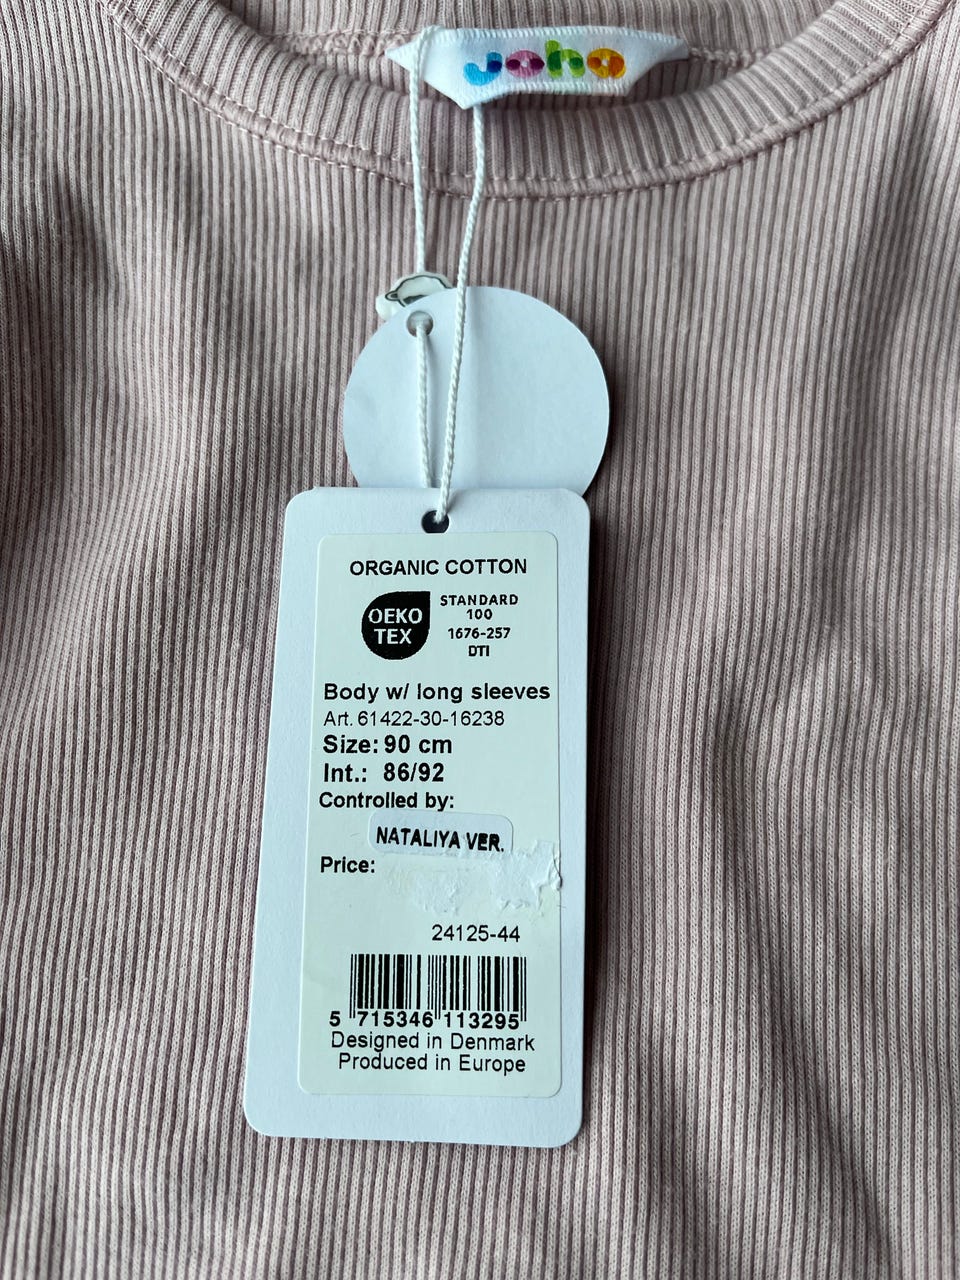 joha
ORGANIC COTTON
OEKO
TEX
STANDARD
100
1676-257
DTI
Body w/ long sleeves
Art. 61422-30-16238
Size: 90 cm
Int.: 86/92
Controlled by:
NATALIYA VER.
Price:
24125-44
5 715346 113295
Designed in Denmark
Produced in Europe